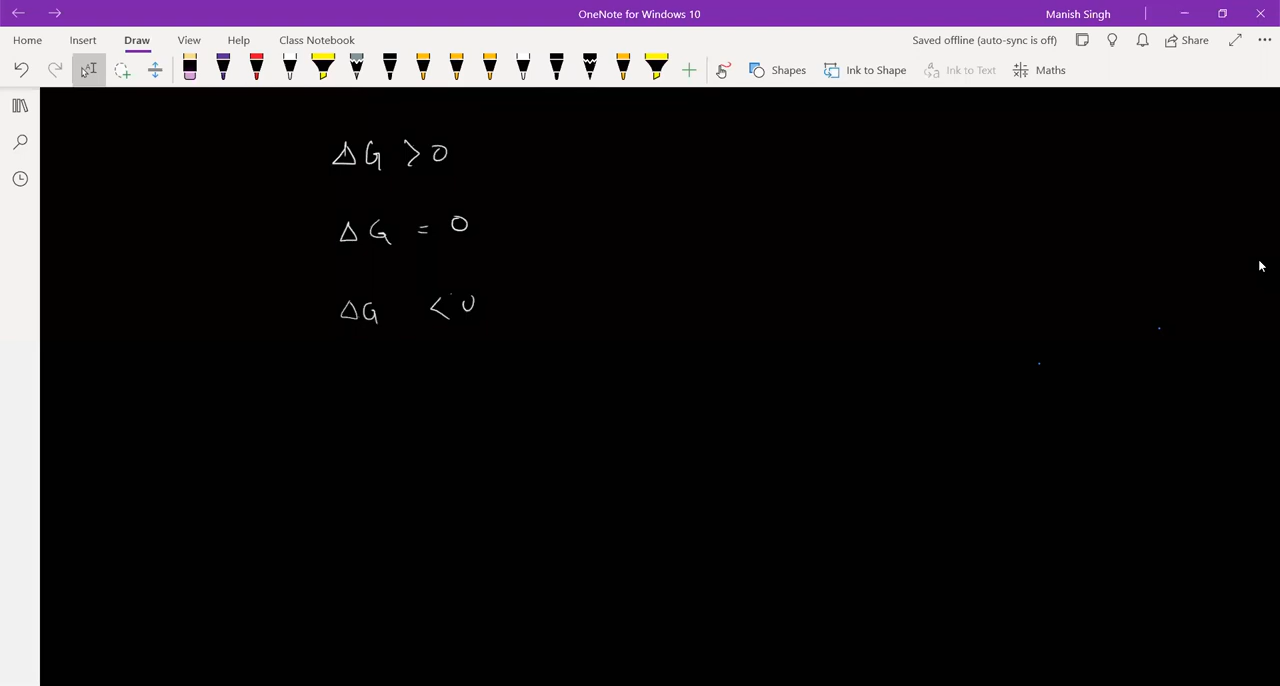 OneNote for Windows 10
Manish Singh
Home Insert Draw View Help Class Notebook
Saved offline (auto-sync is off) Share
Shapes Ink to Shape Ink to Text Maths
ΔG > 0
ΔG = 0
ΔG < 0